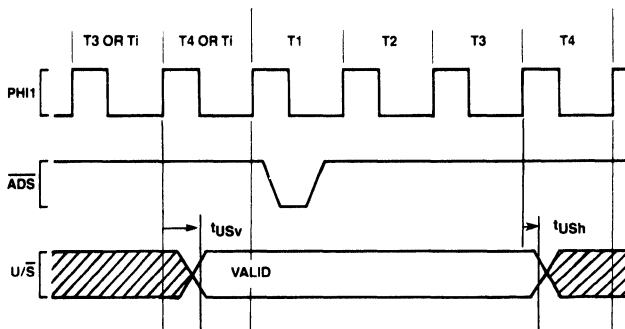 T3 OR Ti T4 OR Ti T1 T2 T3 T4
PHI1
ADS
tUSv tUSh
U/S
VALID